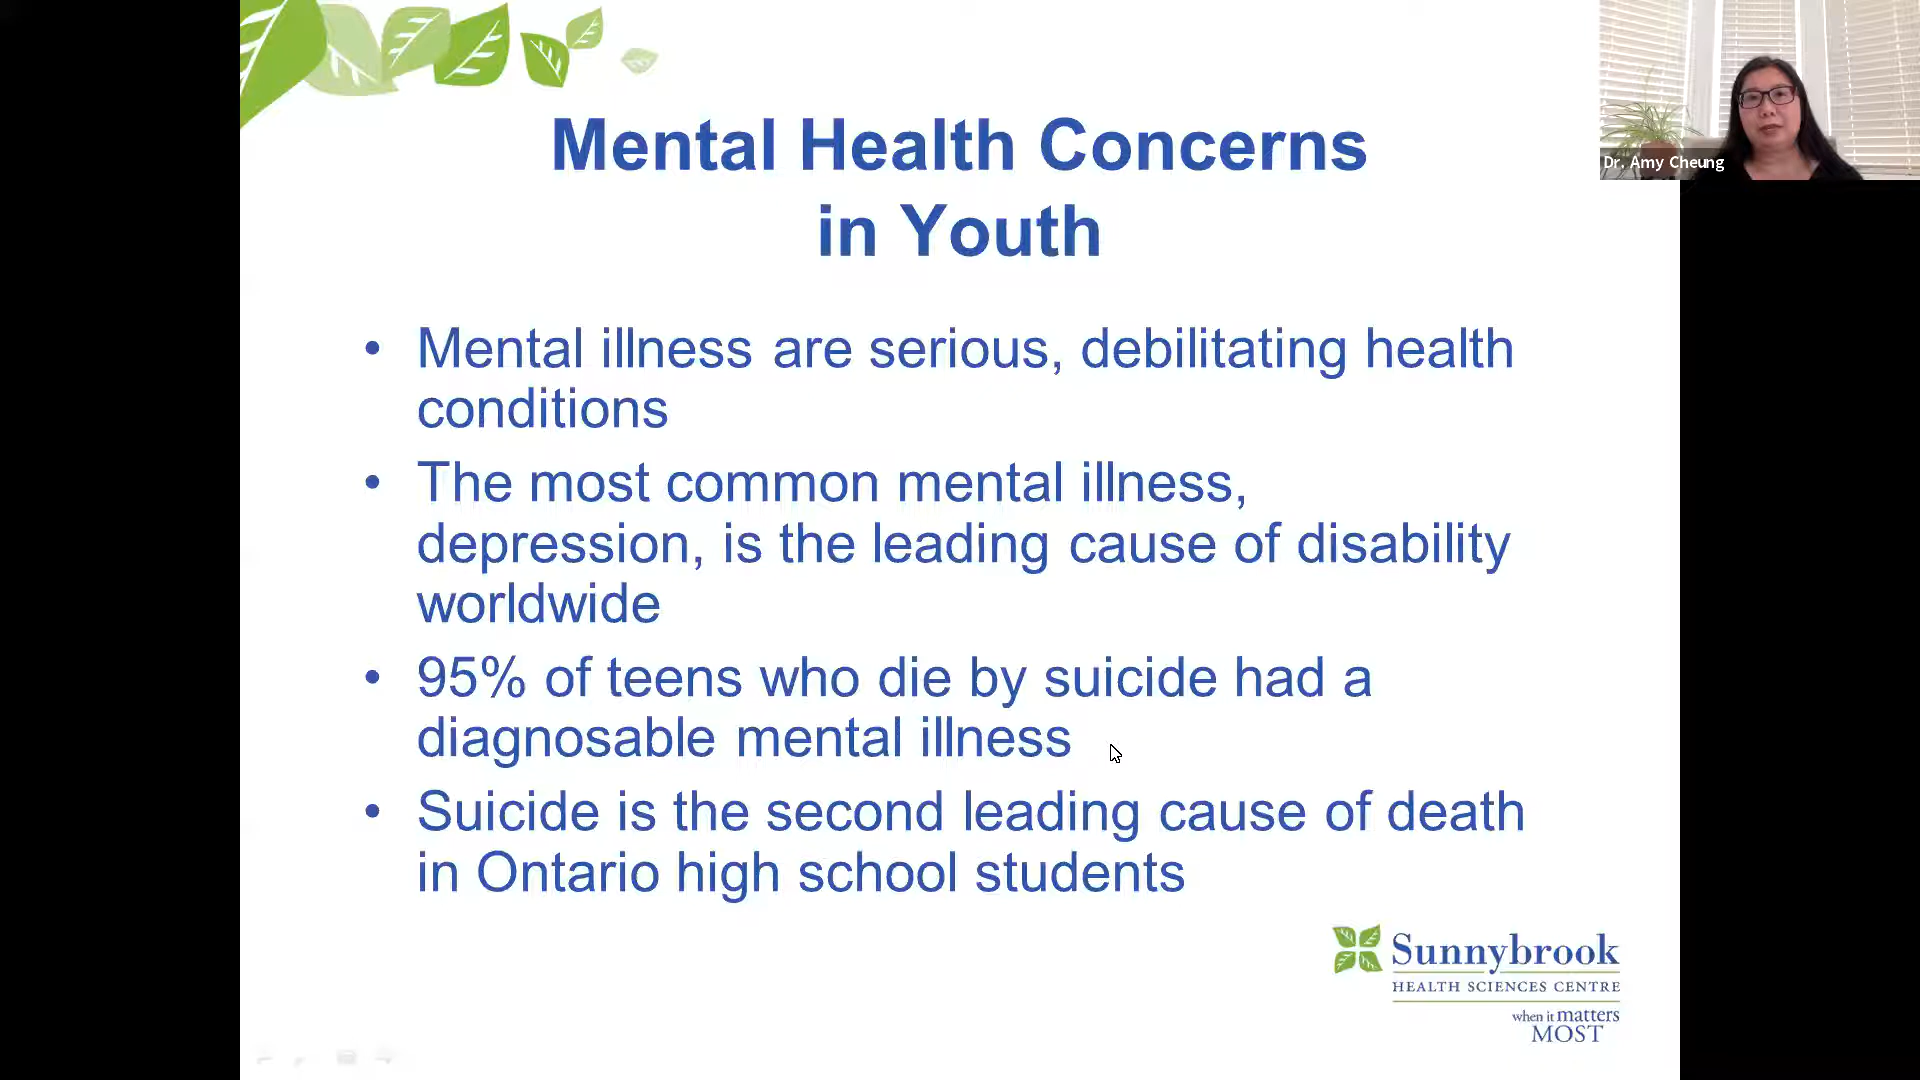 Mental Health Concerns
in Youth
Dr. Amy Cheung
• Mental illness are serious, debilitating health
conditions
• The most common mental illness,
depression, is the leading cause of disability
worldwide
• 95% of teens who die by suicide had a
diagnosable mental illness
• Suicide is the second leading cause of death
in Ontario high school students
Sunnybrook
HEALTH SCIENCES CENTRE
when it matters
MOST